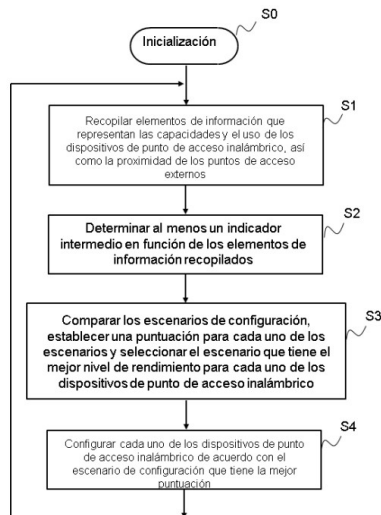 S0
Inicialización
S1
Recopilar elementos de información que
representan las capacidades y el uso de los
dispositivos de punto de acceso inalámbrico, así
como la proximidad de los puntos de acceso
externos
S2
Determinar al menos un indicador
intermedio en función de los elementos de
información recopilados
S3
Comparar los escenarios de configuración,
establecer una puntuación para cada uno de los
escenarios y seleccionar el escenario que tiene el
mejor nivel de rendimiento para cada uno de los
dispositivos de punto de acceso inalámbrico
S4
Configurar cada uno de los dispositivos de punto
de acceso inalámbrico de acuerdo con el
escenario de configuración que tiene la mejor
puntuación